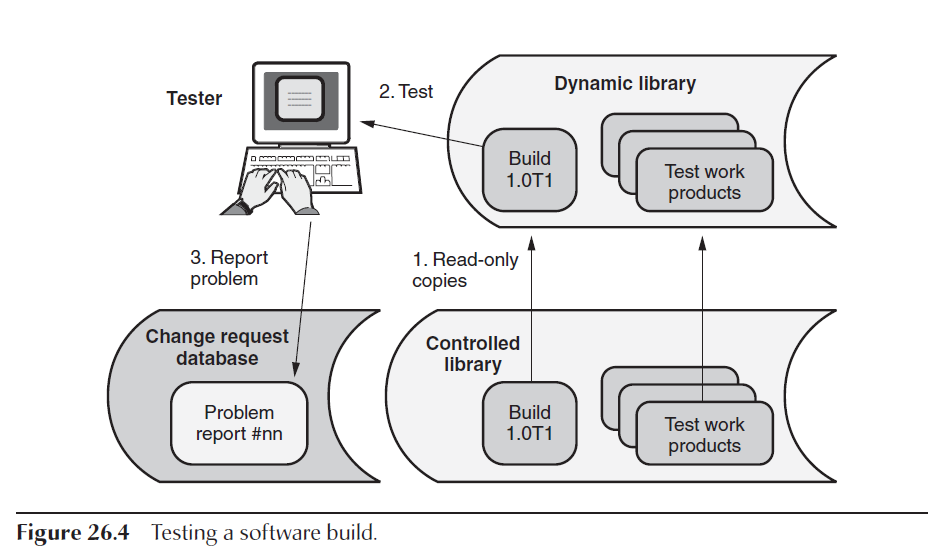 Tester
2. Test
Dynamic library
Build
1.0T1
Test work
products
3. Report
problem
1. Read-only
copies
Change request
database
Problem
report #nn
Controlled
library
Build
1.0T1
Test work
products
Figure 26.4 Testing a software build.